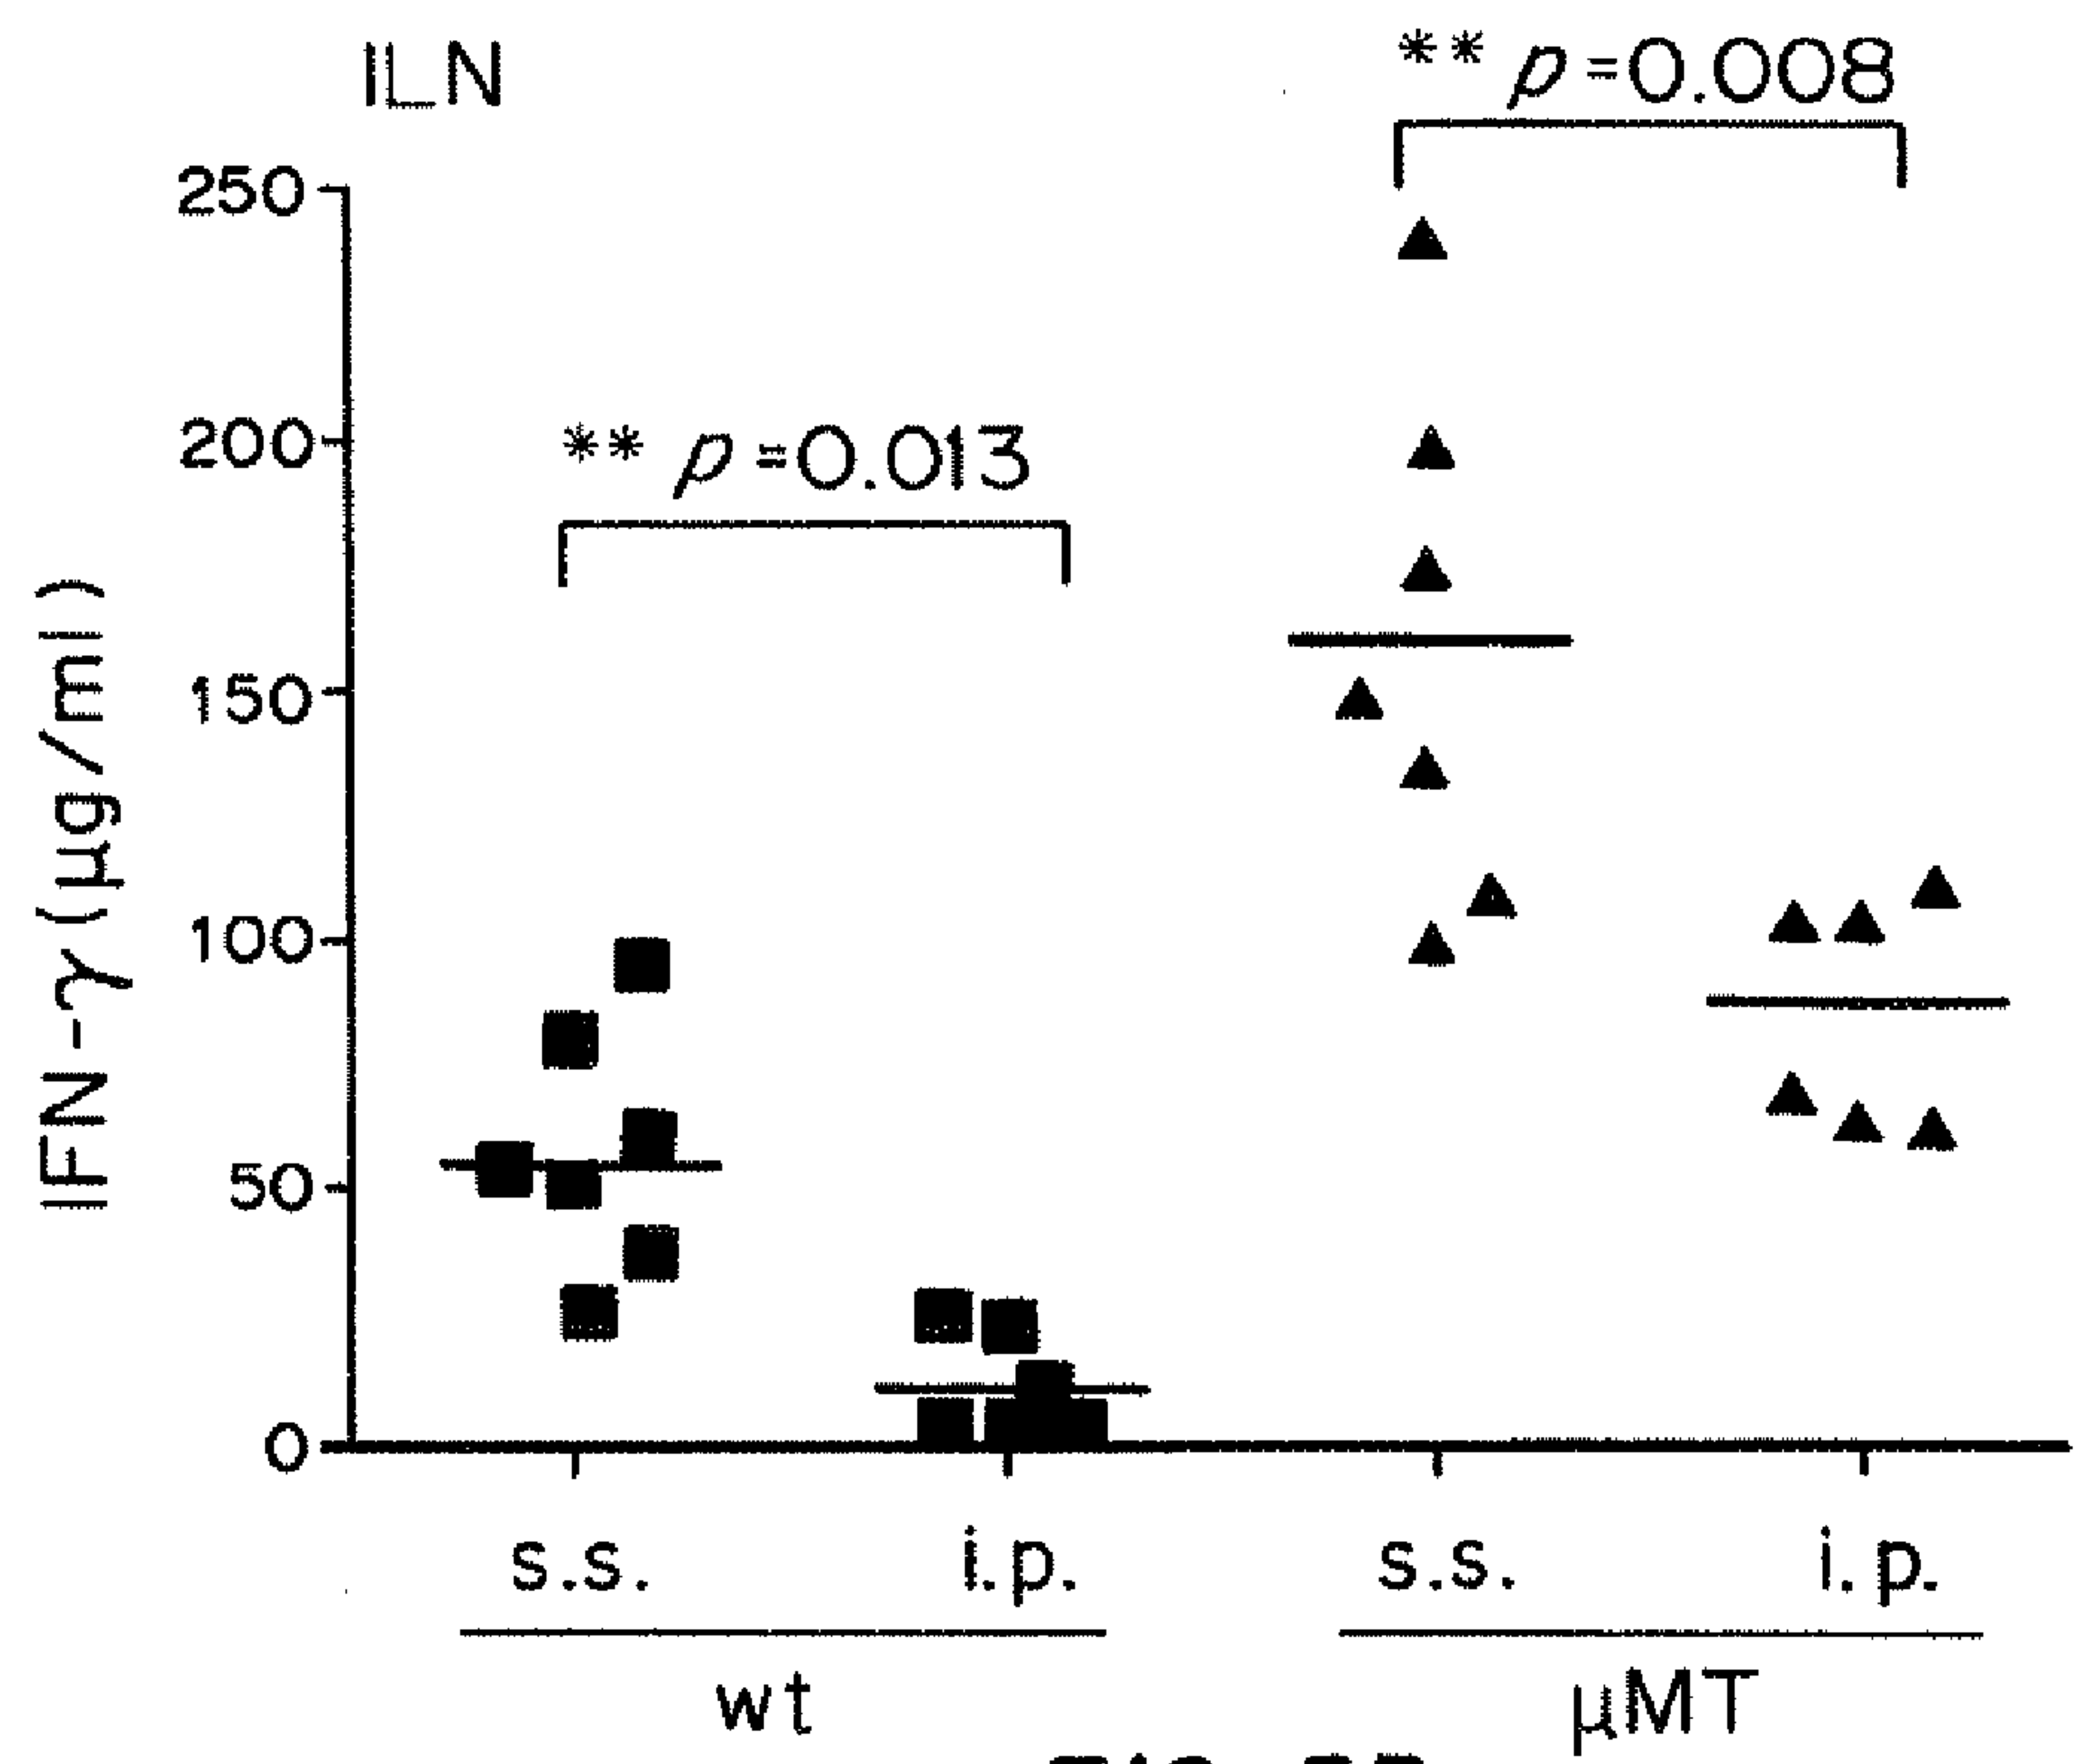 ILN
** p=0.008
250
200
** p=0.013
150
100
50
0
IFN-γ (μg/ml)
s.s. i.p. s.s. i.p.
wt μMT